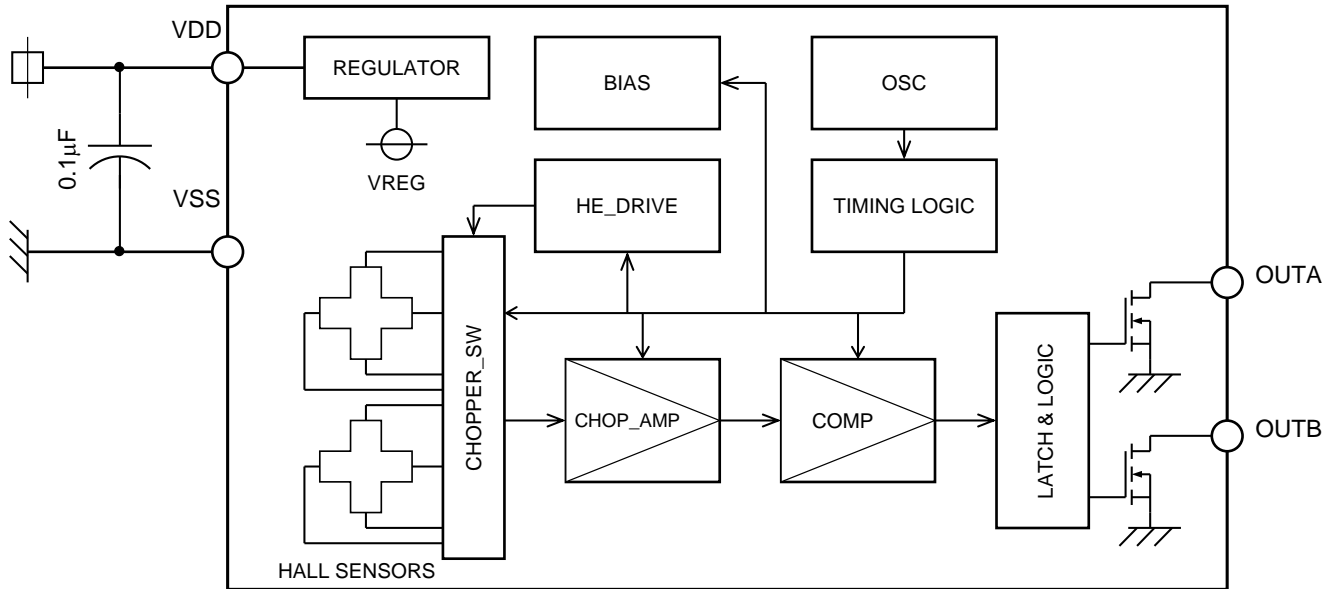 VDD
REGULATOR
BIAS
OSC
0.1µF
VREG
VSS
HE_DRIVE
TIMING LOGIC
OUTA
CHOPPER_SW
CHOP_AMP
COMP
LATCH & LOGIC
OUTB
HALL SENSORS